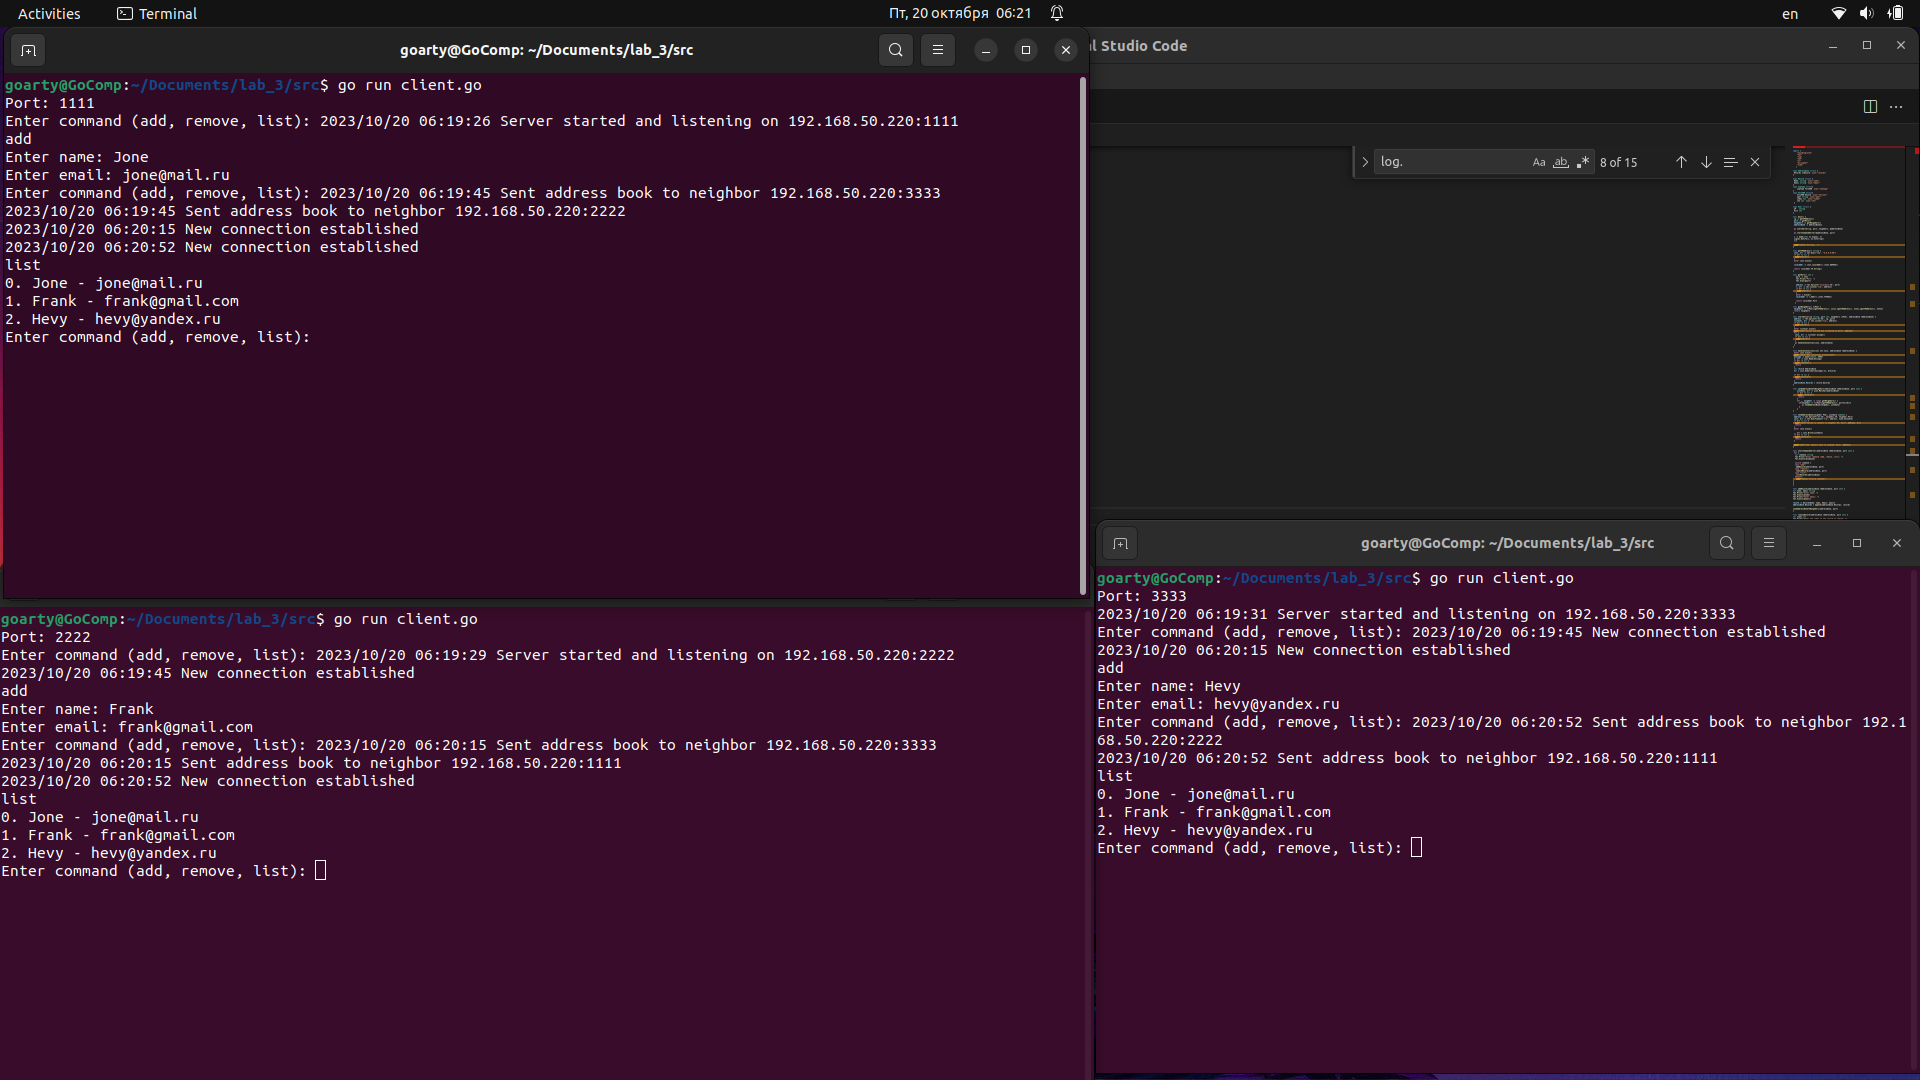 Activities
Terminal
Пт, 20 октября 06:21
en
goarty@GoComp: ~/Documents/lab_3/src
goarty@GoComp:~/Documents/lab_3/src$ go run client.go
Port: 1111
Enter command (add, remove, list): 2023/10/20 06:19:26 Server started and listening on 192.168.50.220:1111
add
Enter name: Jone
Enter email: jone@mail.ru
Enter command (add, remove, list): 2023/10/20 06:19:45 Sent address book to neighbor 192.168.50.220:3333
2023/10/20 06:19:45 Sent address book to neighbor 192.168.50.220:2222
2023/10/20 06:20:15 New connection established
2023/10/20 06:20:52 New connection established
list
0. Jone - jone@mail.ru
1. Frank - frank@gmail.com
2. Hevy - hevy@yandex.ru
Enter command (add, remove, list):
l Studio Code
log.
Aa
ab
.*
8 of 15
goarty@GoComp:~/Documents/lab_3/src$ go run client.go
Port: 2222
Enter command (add, remove, list): 2023/10/20 06:19:29 Server started and listening on 192.168.50.220:2222
2023/10/20 06:19:45 New connection established
add
Enter name: Frank
Enter email: frank@gmail.com
Enter command (add, remove, list): 2023/10/20 06:20:15 Sent address book to neighbor 192.168.50.220:3333
2023/10/20 06:20:15 Sent address book to neighbor 192.168.50.220:1111
2023/10/20 06:20:52 New connection established
list
0. Jone - jone@mail.ru
1. Frank - frank@gmail.com
2. Hevy - hevy@yandex.ru
Enter command (add, remove, list):
goarty@GoComp: ~/Documents/lab_3/src
goarty@GoComp:~/Documents/lab_3/src$ go run client.go
Port: 3333
2023/10/20 06:19:31 Server started and listening on 192.168.50.220:3333
Enter command (add, remove, list): 2023/10/20 06:19:45 New connection established
2023/10/20 06:20:15 New connection established
add
Enter name: Hevy
Enter email: hevy@yandex.ru
Enter command (add, remove, list): 2023/10/20 06:20:52 Sent address book to neighbor 192.1
68.50.220:2222
2023/10/20 06:20:52 Sent address book to neighbor 192.168.50.220:1111
list
0. Jone - jone@mail.ru
1. Frank - frank@gmail.com
2. Hevy - hevy@yandex.ru
Enter command (add, remove, list):